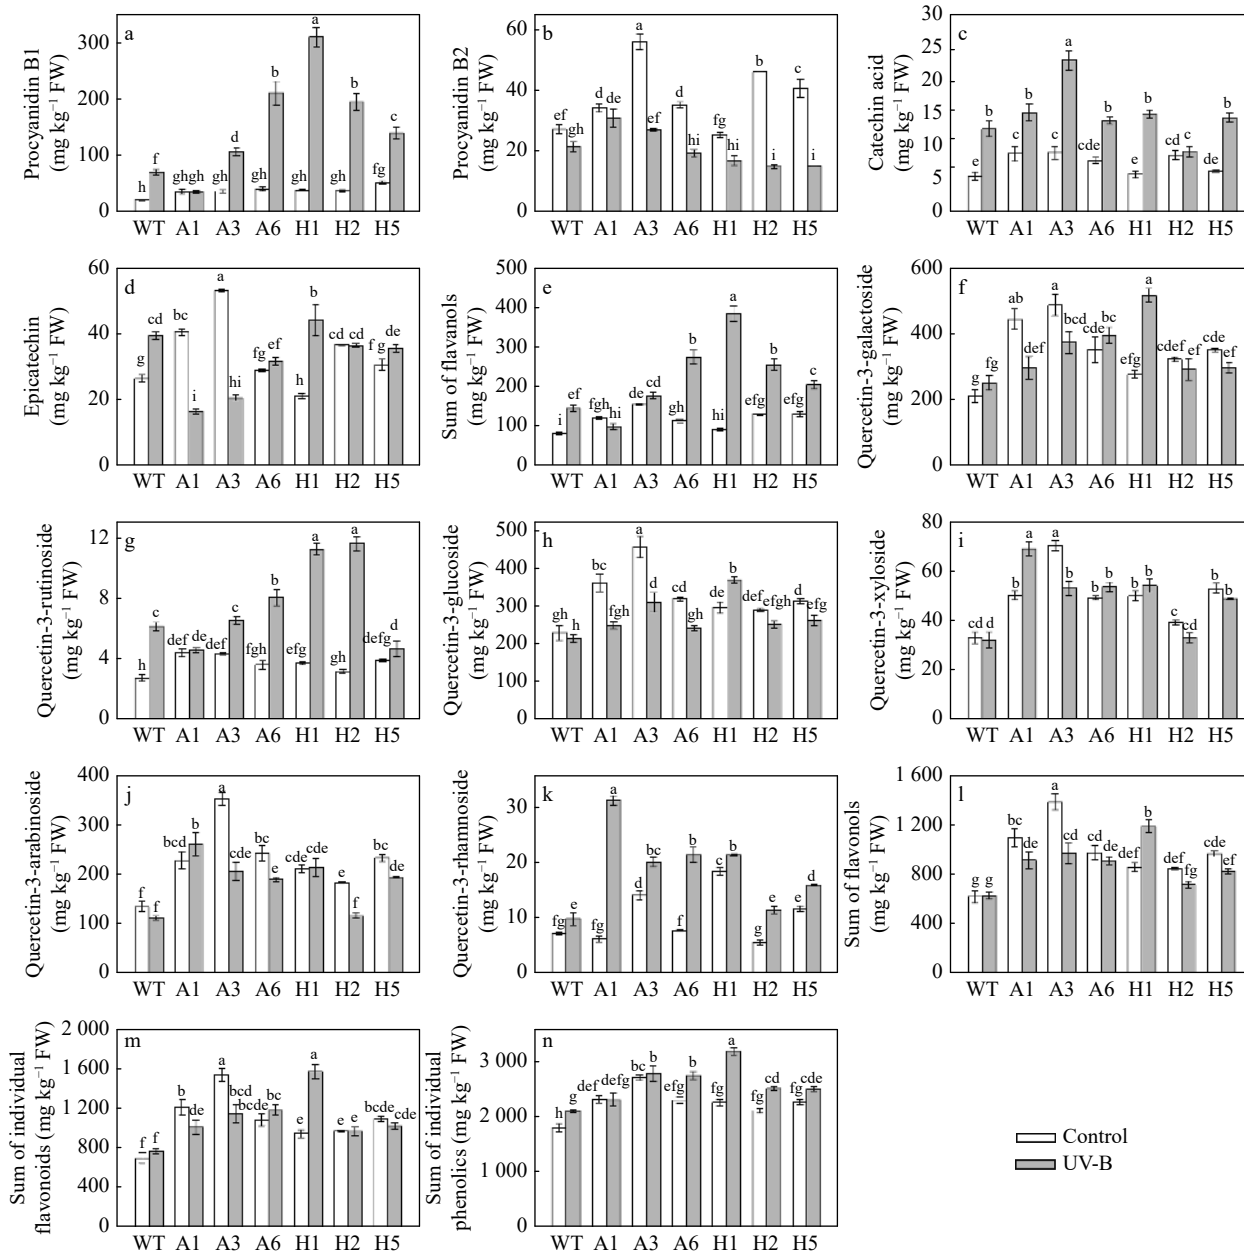 a
Procyanidin B1
(mg kg⁻¹ FW)
300
200
100
0
h f gh gh gh d gh b gh a gh b fg c
WT A1 A3 A6 H1 H2 H5
b
Procyanidin B2
(mg kg⁻¹ FW)
60
40
20
0
ef gh d de a ef d hi fg hi b i c i
WT A1 A3 A6 H1 H2 H5
c
Catechin acid
(mg kg⁻¹ FW)
30
25
20
15
10
5
0
e b c b c a cde b e b cd c de b
WT A1 A3 A6 H1 H2 H5
d
Epicatechin
(mg kg⁻¹ FW)
60
40
20
0
g cd bc i a hi fg ef g b cd cd f g de
WT A1 A3 A6 H1 H2 H5
e
Sum of flavanols
(mg kg⁻¹ FW)
500
400
300
200
100
0
i ef fgh hi de cd gh b hi a efg b efg c
WT A1 A3 A6 H1 H2 H5
f
Quercetin-3-galactoside
(mg kg⁻¹ FW)
600
400
200
0
g fg ab def a bcd cde bc efg a cdef ef cde def
WT A1 A3 A6 H1 H2 H5
g
Quercetin-3-rutinoside
(mg kg⁻¹ FW)
12
8
4
0
h c def de def c fgh b efg a gh a defg d
WT A1 A3 A6 H1 H2 H5
h
Quercetin-3-glucoside
(mg kg⁻¹ FW)
500
400
300
200
100
0
gh h bc fgh a d cd gh de b def efgh d efg
WT A1 A3 A6 H1 H2 H5
i
Quercetin-3-xyloside
(mg kg⁻¹ FW)
80
60
40
20
0
cd d b a a b b b b b c cd b b
WT A1 A3 A6 H1 H2 H5
j
Quercetin-3-arabinoside
(mg kg⁻¹ FW)
400
300
200
100
0
f f bcd b a cde bc e cde cde e f bc de
WT A1 A3 A6 H1 H2 H5
k
Quercetin-3-rhamnoside
(mg kg⁻¹ FW)
30
20
10
0
fg e fg a d bc f b c b g e e d
WT A1 A3 A6 H1 H2 H5
l
Sum of flavonols
(mg kg⁻¹ FW)
1 600
1 200
800
400
0
g g bc de a cd cd de def b def fg cde ef
WT A1 A3 A6 H1 H2 H5
m
Sum of individual
flavonoids (mg kg⁻¹ FW)
2 000
1 600
1 200
800
400
0
f f b de a bcd bcde bc e a e e bcde cde
WT A1 A3 A6 H1 H2 H5
n
Sum of individual
phenolics (mg kg⁻¹ FW)
3 000
2 000
1 000
0
h g def defg bc b efg b fg a fg cd fg cde
WT A1 A3 A6 H1 H2 H5
Control
UV-B